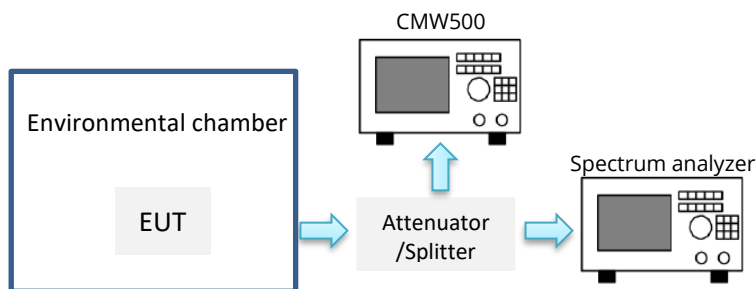 CMW500
Environmental chamber
Spectrum analyzer
EUT
Attenuator
/Splitter